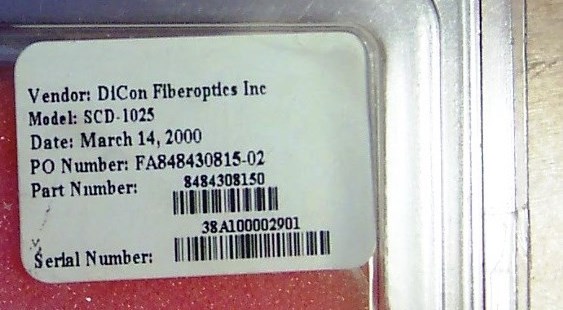 Vendor: DiCon Fiberoptics Inc
Model: SCD-1025
Date: March 14, 2000
PO Number: FA848430815-02
Part Number: 8484308150
38A100002901
Serial Number: